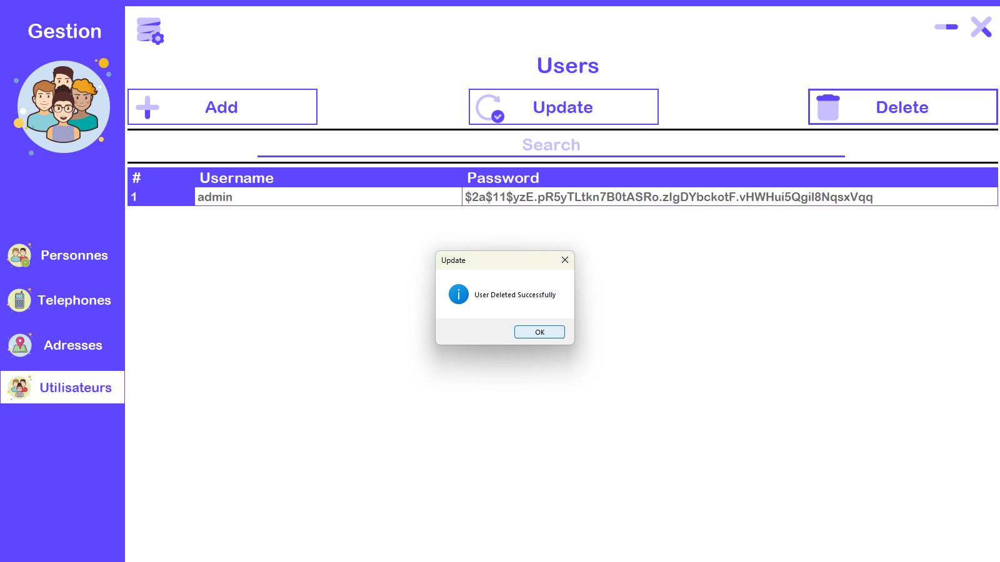 Gestion
Users
Add
Update
Delete
Search
# Username Password
1 admin $2a$11$yzE.pR5yTLtkn7B0tASRo.zIgDYbckotF.vHWHui5Qgil8NqsxVqq
Personnes
Telephones
Adresses
Utilisateurs
Update
User Deleted Successfully
OK